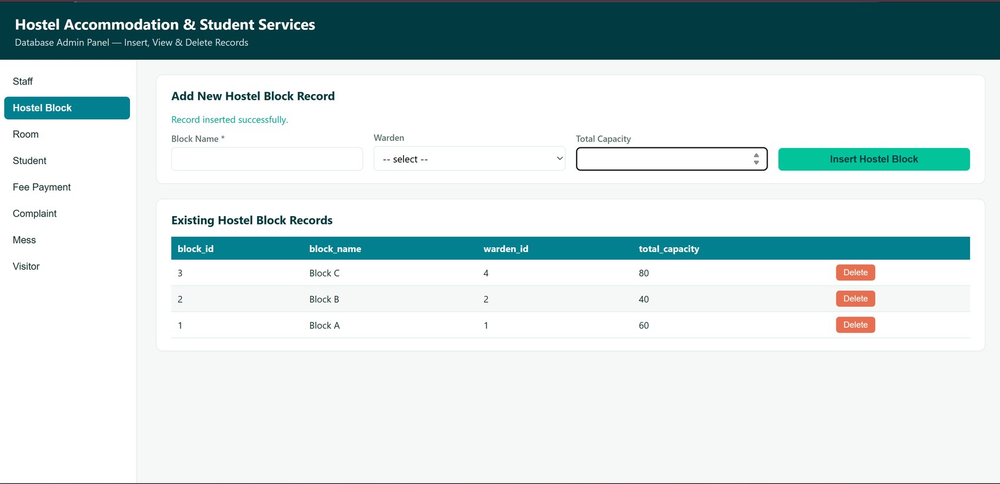 Hostel Accommodation & Student Services
Database Admin Panel — Insert, View & Delete Records
Staff
Hostel Block
Room
Student
Fee Payment
Complaint
Mess
Visitor
Add New Hostel Block Record
Record inserted successfully.
Block Name * Warden Total Capacity
-- select -- Insert Hostel Block
Existing Hostel Block Records
block_id block_name warden_id total_capacity
3 Block C 4 80 Delete
2 Block B 2 40 Delete
1 Block A 1 60 Delete